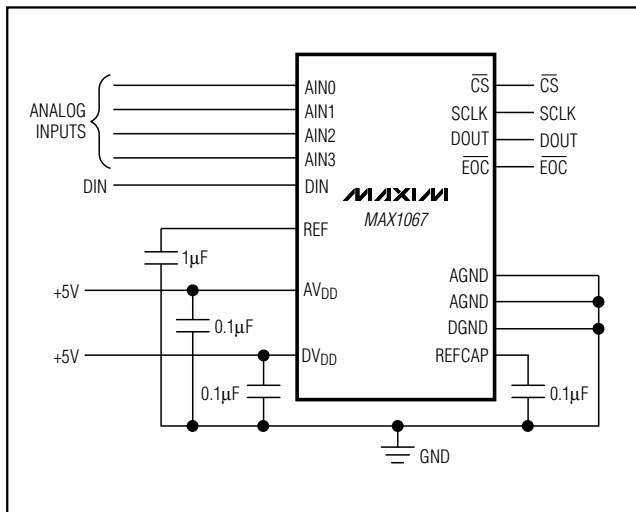 ANALOG
INPUTS
DIN
+5V
+5V
1µF
0.1µF
0.1µF
AIN0
AIN1
AIN2
AIN3
DIN
REF
AVDD
DVDD
MAXIM
MAX1067
CS
SCLK
DOUT
EOC
AGND
AGND
DGND
REFCAP
CS
SCLK
DOUT
EOC
0.1µF
GND